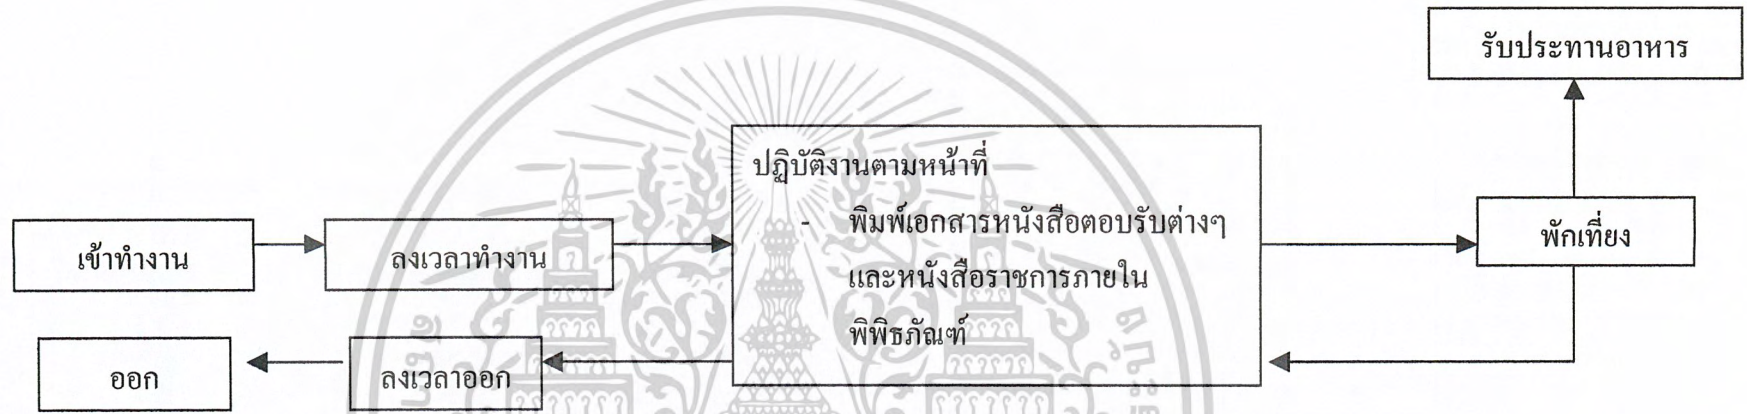 รับประทานอาหาร
ปฏิบัติงานตามหน้าที่
- พิมพ์เอกสารหนังสือตอบรับต่างๆ
และหนังสือราชการภายใน
พิพิธภัณฑ์
เข้าทำงาน
ลงเวลาทำงาน
พักเที่ยง
ออก
ลงเวลาออก